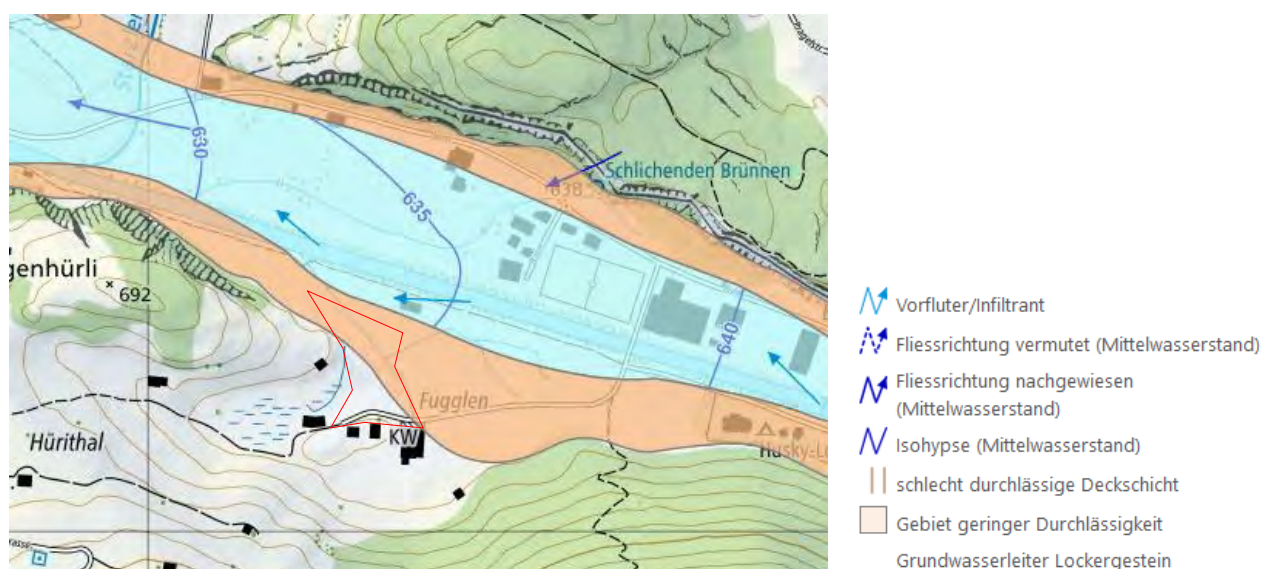 630
635
Schlichenden Brünnen
638
genhürli
692
640
Fugglen
KW
Hürithal
Husky-L
Vorfluter/Infiltrant
Fliessrichtung vermutet (Mittelwasserstand)
Fliessrichtung nachgewiesen
(Mittelwasserstand)
Isohypse (Mittelwasserstand)
schlecht durchlässige Deckschicht
Gebiet geringer Durchlässigkeit
Grundwasserleiter Lockergestein